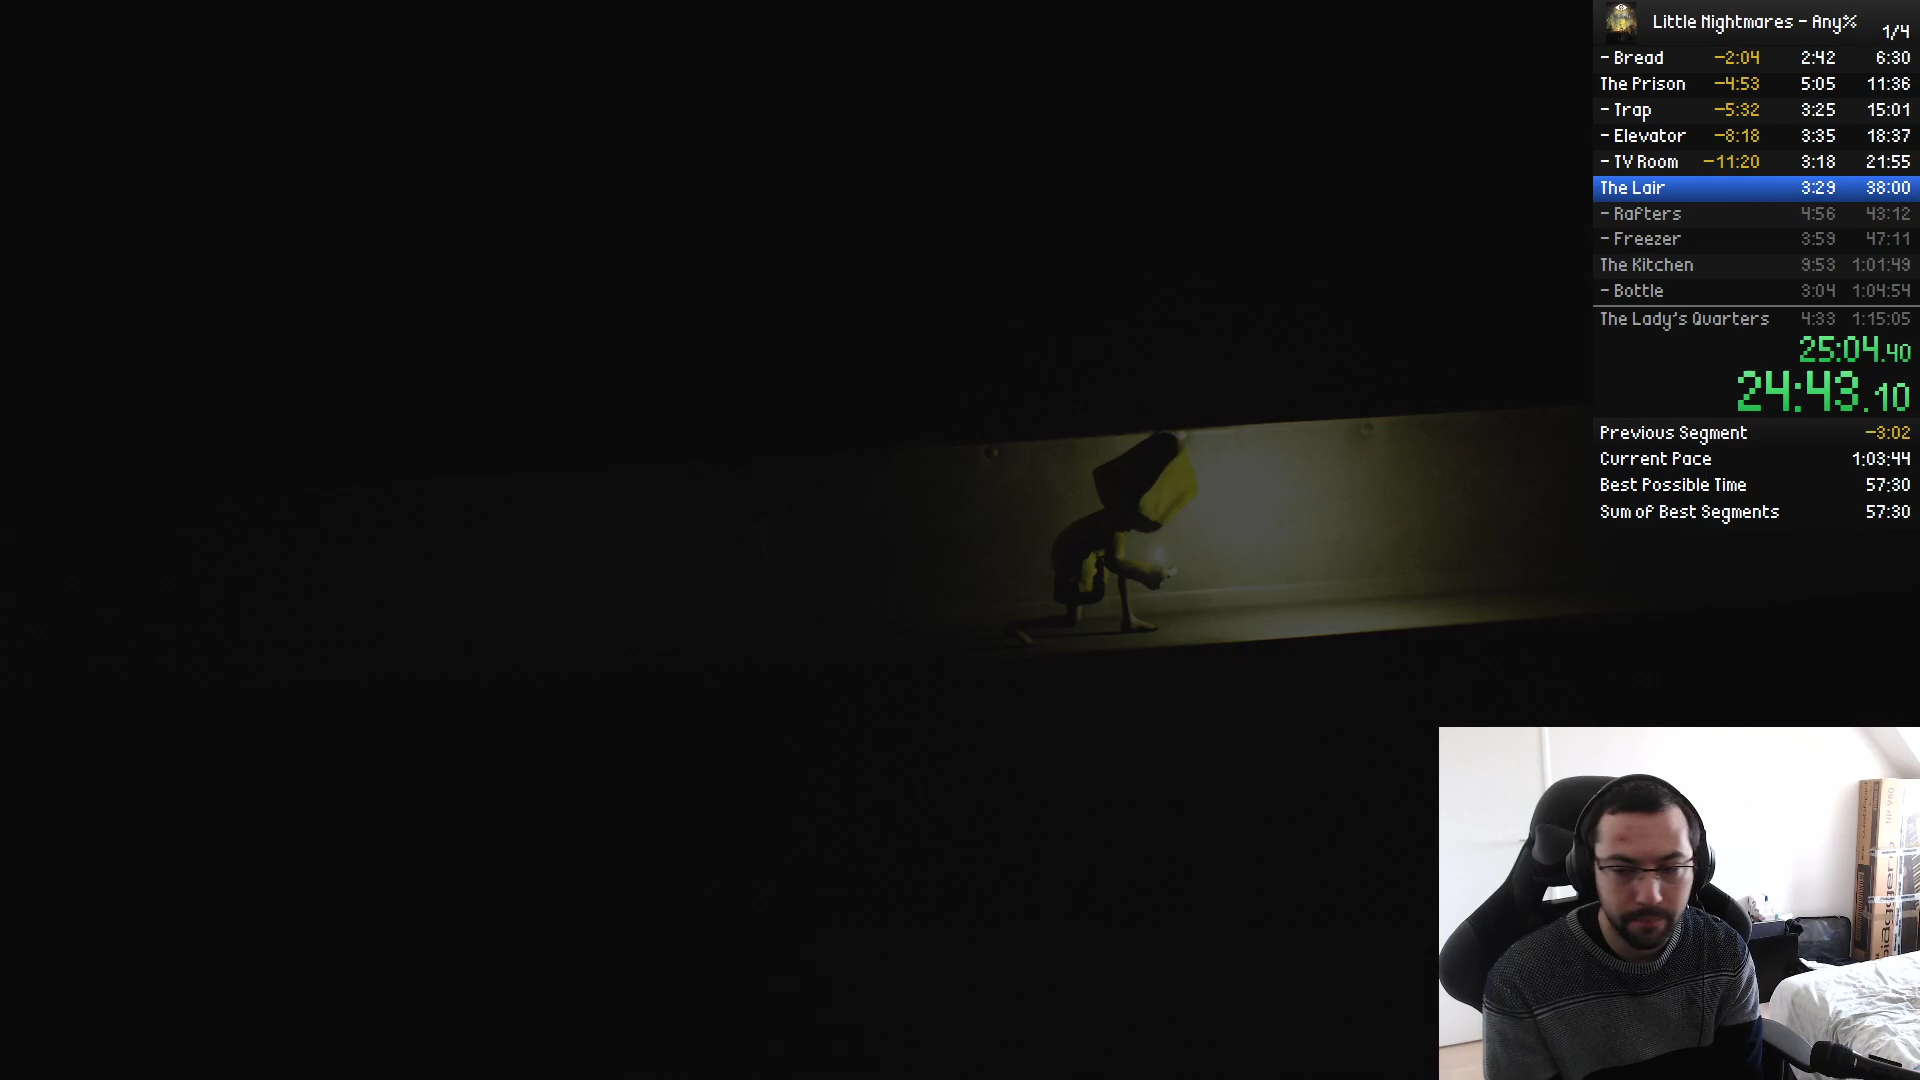 Little Nightmares - Any%
1/4
- Bread -2:04 2:42 6:30
The Prison -4:53 5:05 11:36
- Trap -5:32 3:25 15:01
- Elevator -8:18 3:35 18:37
- TV Room -11:20 3:18 21:55
The Lair 3:29 38:00
- Rafters 4:56 43:12
- Freezer 3:59 47:11
The Kitchen 9:53 1:01:49
- Bottle 3:04 1:04:54
The Lady's Quarters 4:33 1:15:05
25:04.40
24:43.10
Previous Segment -3:02
Current Pace 1:03:44
Best Possible Time 57:30
Sum of Best Segments 57:30
piaggero
NP-V80